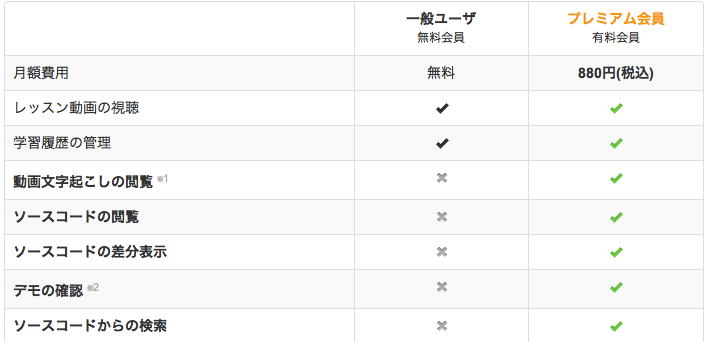 一般ユーザ プレミアム会員
無料会員 有料会員
月額費用 無料 880円(税込)
レッスン動画の視聴 ✔ ✔
学習履歴の管理 ✔ ✔
動画文字起こしの閲覧 ※1 ✖ ✔
ソースコードの閲覧 ✖ ✔
ソースコードの差分表示 ✖ ✔
デモの確認 ※2 ✖ ✔
ソースコードからの検索 ✖ ✔